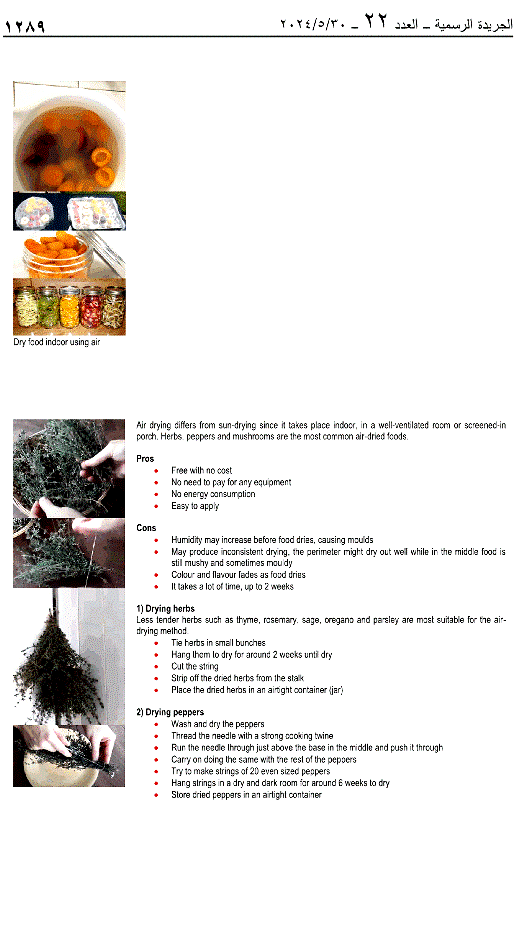 الجريدة الرسمية – العدد ٢٢ – ٢٠٢٤/٥/٣٠
١٢٨٩
Dry food indoor using air
Air drying differs from sun-drying since it takes place indoor, in a well-ventilated room or screened-in
porch. Herbs, peppers and mushrooms are the most common air-dried foods.
Pros
• Free with no cost
• No need to pay for any equipment
• No energy consumption
• Easy to apply
Cons
• Humidity may increase before food dries, causing moulds
• May produce inconsistent drying, the perimeter might dry out well while in the middle food is
still mushy and sometimes mouldy
• Colour and flavour fades as food dries
• It takes a lot of time, up to 2 weeks
1) Drying herbs
Less tender herbs such as thyme, rosemary, sage, oregano and parsley are most suitable for the air-
drying method.
• Tie herbs in small bunches
• Hang them to dry for around 2 weeks until dry
• Cut the string
• Strip off the dried herbs from the stalk
• Place the dried herbs in an airtight container (jar)
2) Drying peppers
• Wash and dry the peppers
• Thread the needle with a strong cooking twine
• Run the needle through just above the base in the middle and push it through
• Carry on doing the same with the rest of the peppers
• Try to make strings of 20 even sized peppers
• Hang strings in a dry and dark room for around 6 weeks to dry
• Store dried peppers in an airtight container